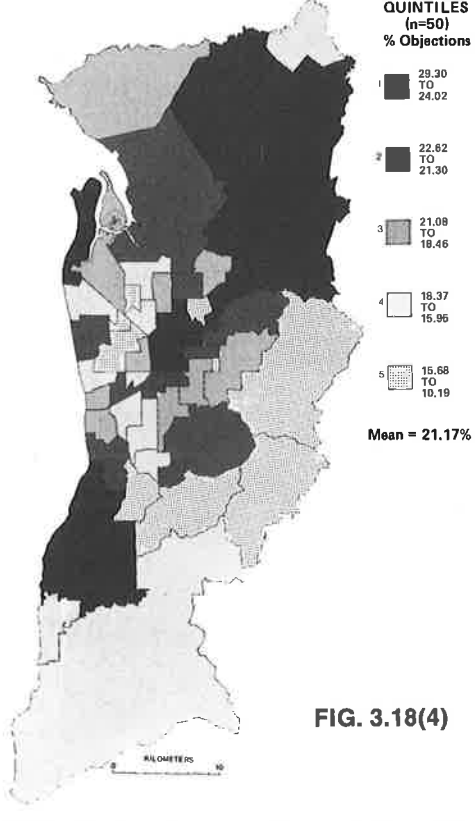 QUINTILES
(n=50)
% Objections
1 29.30
TO
24.02
2 22.62
TO
21.30
3 21.08
TO
18.46
4 18.37
TO
15.95
5 15.68
TO
10.19
Mean = 21.17%
FIG. 3.18(4)
KILOMETERS
0 10